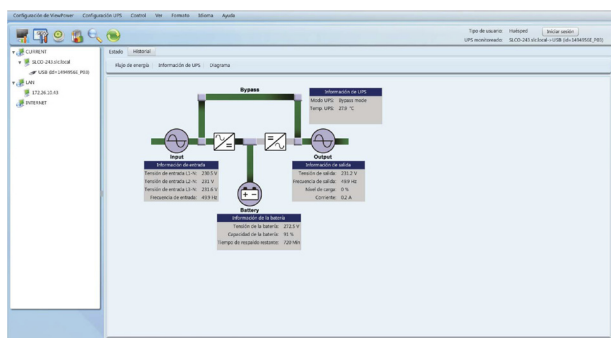 Configuración de ViewPower Configuración UPS Control Ver Formato Idioma Ayuda
Tipo de usuario: Huésped Iniciar sesión
UPS monitoreado:
CURRENT
SLCO-243.slc.local
LAN
INTERNET
Estado Historial
Flujo de energía Información de UPS Diagrama
Bypass
Información de UPS
Modo UPS: Bypass mode
Temp. UPS: 27.0 °C
Input
Información de entrada
Tensión de entrada L1-N: 230.5 V
Tensión de entrada L2-N: 231 V
Tensión de entrada L3-N: 231.6 V
Frecuencia de entrada: 49.9 Hz
Output
Información de salida
Tensión de salida: 231.2 V
Frecuencia de salida: 49.9 Hz
Nivel de carga: 0 %
Corriente: 0.2 A
Battery
Información de la batería
Tensión de la batería: 272.5 V
Capacidad de la batería: 91 %
Tiempo de respaldo restante: 720 Min